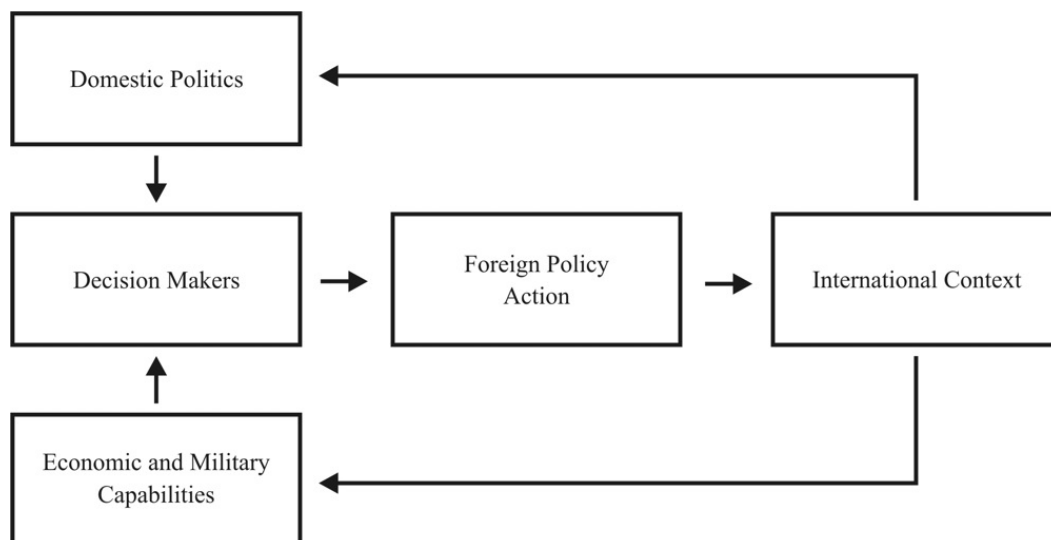 Domestic Politics
Decision Makers
Foreign Policy
Action
International Context
Economic and Military
Capabilities